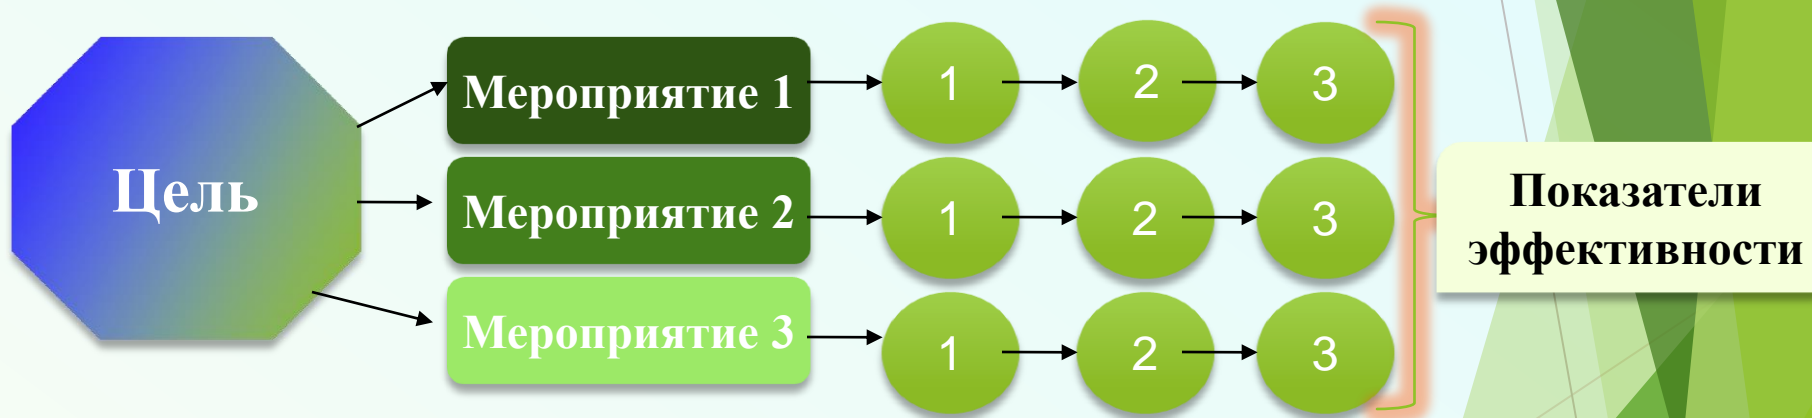 Цель
Мероприятие 1
1
2
3
Мероприятие 2
1
2
3
Мероприятие 3
1
2
3
Показатели
эффективности